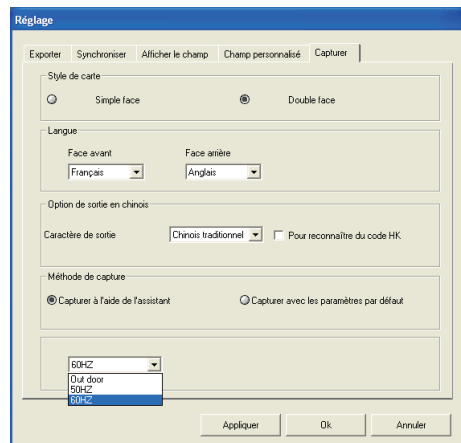 Réglage
Exporter Synchroniser Afficher le champ Champ personnalisé Capturer
Style de carte
Simple face Double face
Langue
Face avant Face arrière
Français Anglais
Option de sortie en chinois
Caractère de sortie Chinois traditionnel Pour reconnaître du code HK
Méthode de capture
Capturer à l'aide de l'assistant Capturer avec les paramètres par défaut
60HZ
Out door
50HZ
60HZ
Appliquer Ok Annuler